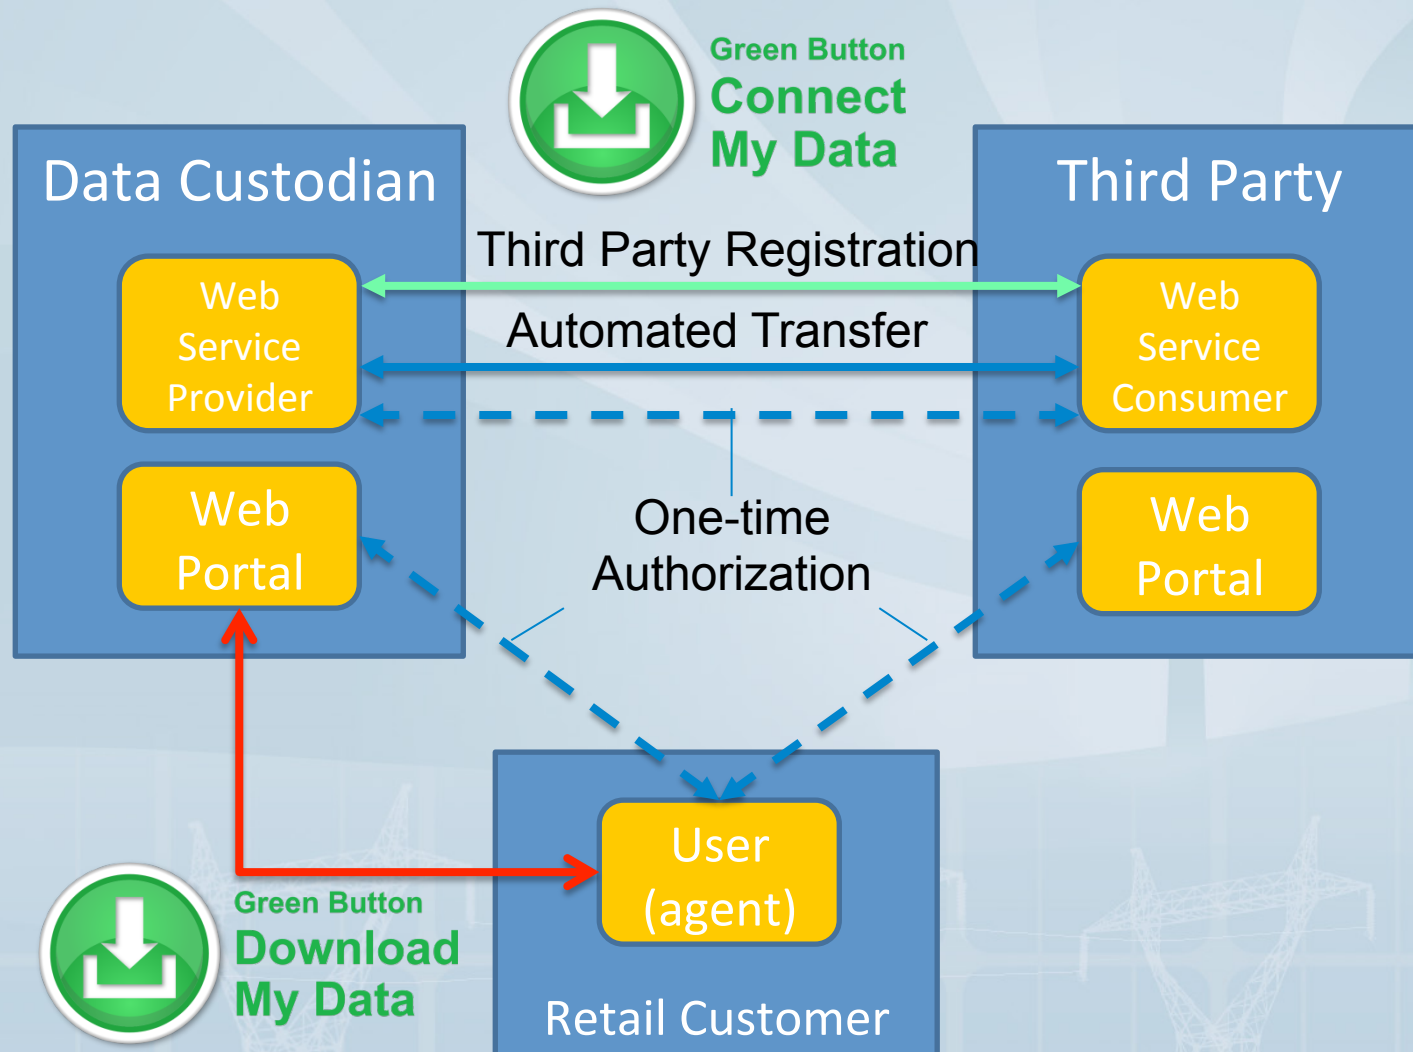 Green Button
Connect
My Data
Data Custodian
Third Party
Third Party Registration
Web
Service
Provider
Automated Transfer
Web
Service
Consumer
Web
Portal
One-time
Authorization
Web
Portal
User
(agent)
Retail Customer
Green Button
Download
My Data